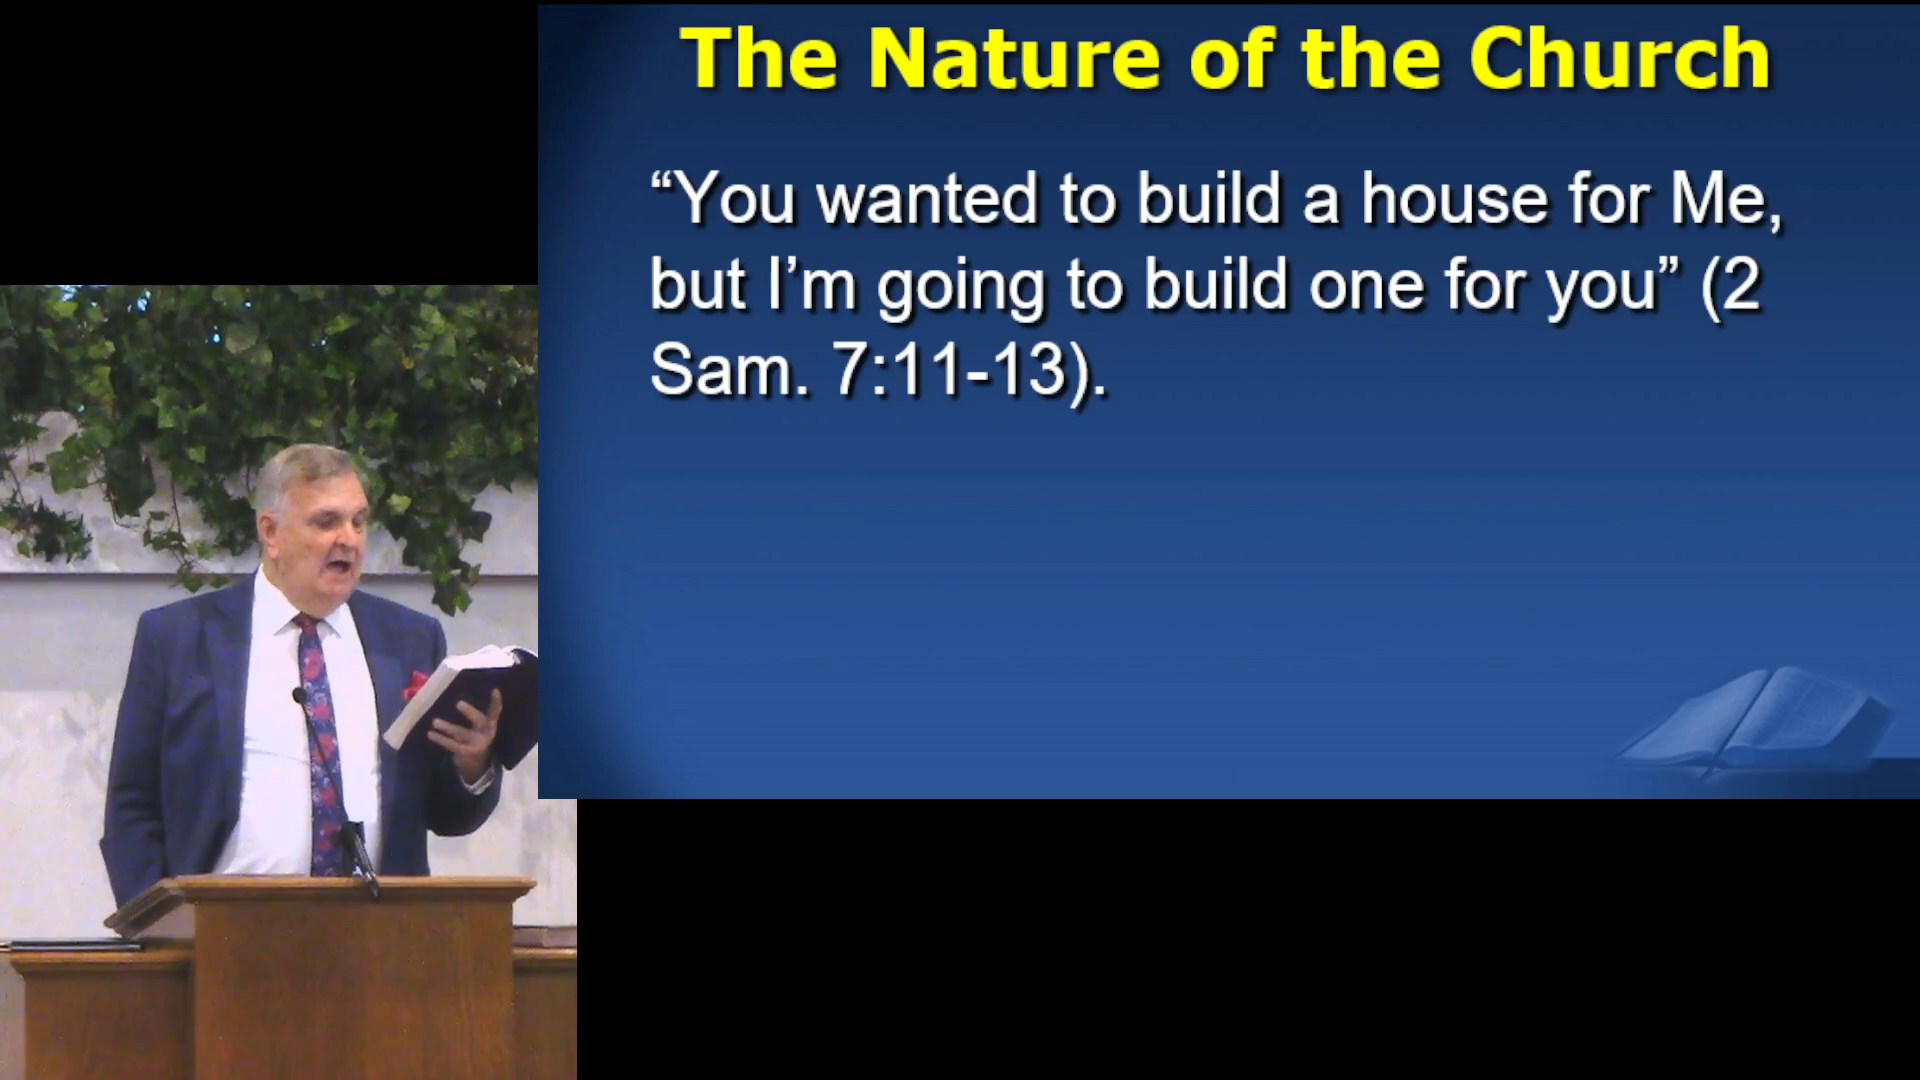 The Nature of the Church
“You wanted to build a house for Me,
but I’m going to build one for you” (2
Sam. 7:11-13).